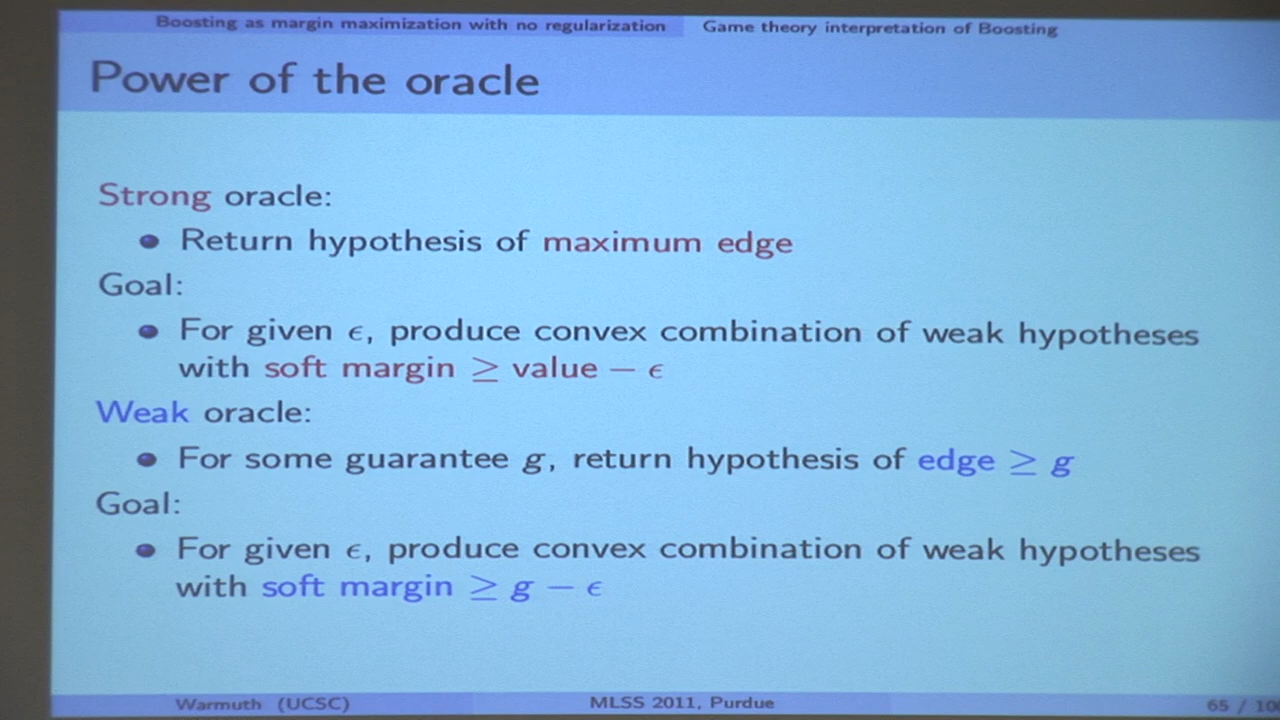 Boosting as margin maximization with no regularization Game theory interpretation of Boosting
Power of the oracle
Strong oracle:
Return hypothesis of maximum edge
Goal:
For given ϵ, produce convex combination of weak hypotheses
with soft margin ≥ value − ϵ
Weak oracle:
For some guarantee g, return hypothesis of edge ≥ g
Goal:
For given ϵ, produce convex combination of weak hypotheses
with soft margin ≥ g − ϵ
Warmuth (UCSC) MLSS 2011, Purdue 65 /